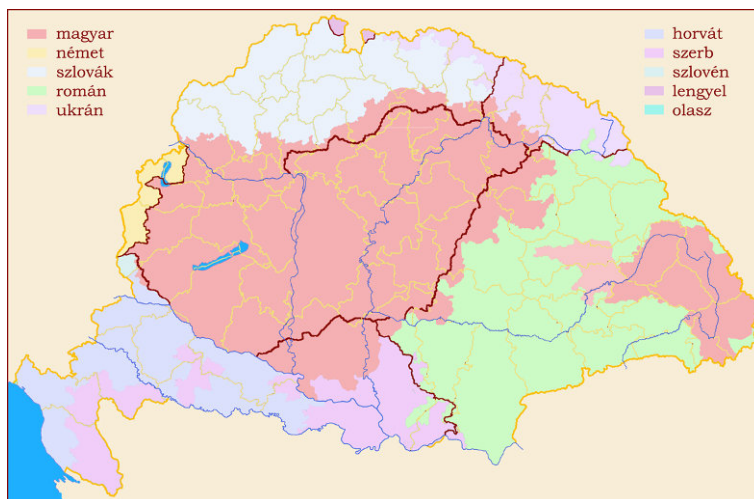 magyar
német
szlovák
román
ukrán
horvát
szerb
szlovén
lengyel
olasz